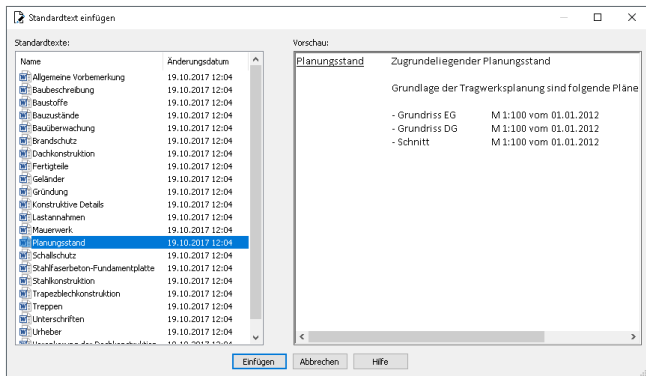 Standardtext einfügen
Standardtexte:
Name Änderungsdatum
Allgemeine Vorbemerkung 19.10.2017 12:04
Baubeschreibung 19.10.2017 12:04
Baustoffe 19.10.2017 12:04
Bauzustände 19.10.2017 12:04
Bauüberwachung 19.10.2017 12:04
Brandschutz 19.10.2017 12:04
Dachkonstruktion 19.10.2017 12:04
Fertigteile 19.10.2017 12:04
Geländer 19.10.2017 12:04
Gründung 19.10.2017 12:04
Konstruktive Details 19.10.2017 12:04
Lastannahmen 19.10.2017 12:04
Mauerwerk 19.10.2017 12:04
Planungsstand 19.10.2017 12:04
Schallschutz 19.10.2017 12:04
Stahlfaserbeton-Fundamentplatte 19.10.2017 12:04
Stahlkonstruktion 19.10.2017 12:04
Trapezblechkonstruktion 19.10.2017 12:04
Treppen 19.10.2017 12:04
Unterschriften 19.10.2017 12:04
Urheber 19.10.2017 12:04
Verankerung der Dachkonstruktion 19.10.2017 12:04
Vorschau:
Planungsstand Zugrundeliegender Planungsstand
Grundlage der Tragwerksplanung sind folgende Pläne
- Grundriss EG M 1:100 vom 01.01.2012
- Grundriss DG M 1:100 vom 01.01.2012
- Schnitt M 1:100 vom 01.01.2012
Einfügen Abbrechen Hilfe